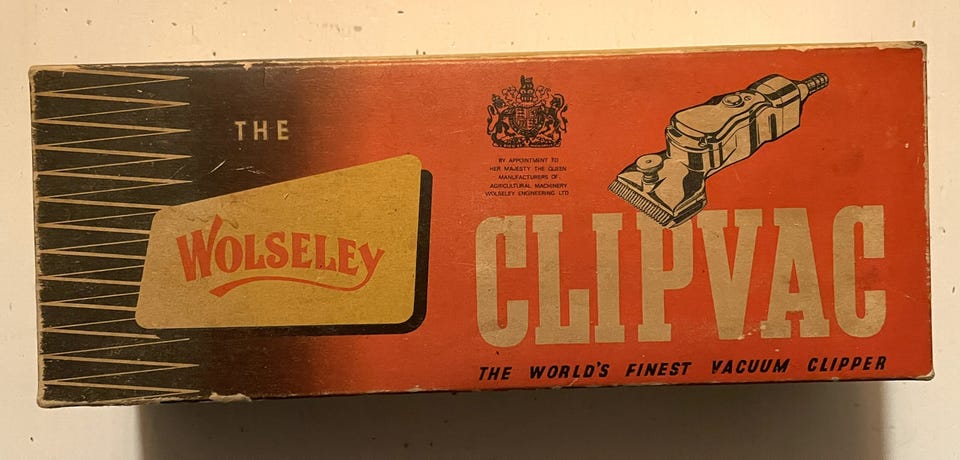 THE
WOLSELEY
BY APPOINTMENT TO
HER MAJESTY THE QUEEN
MANUFACTURERS OF
AGRICULTURAL MACHINERY
WOLSELEY ENGINEERING LTD
CLIPVAC
THE WORLD'S FINEST VACUUM CLIPPER